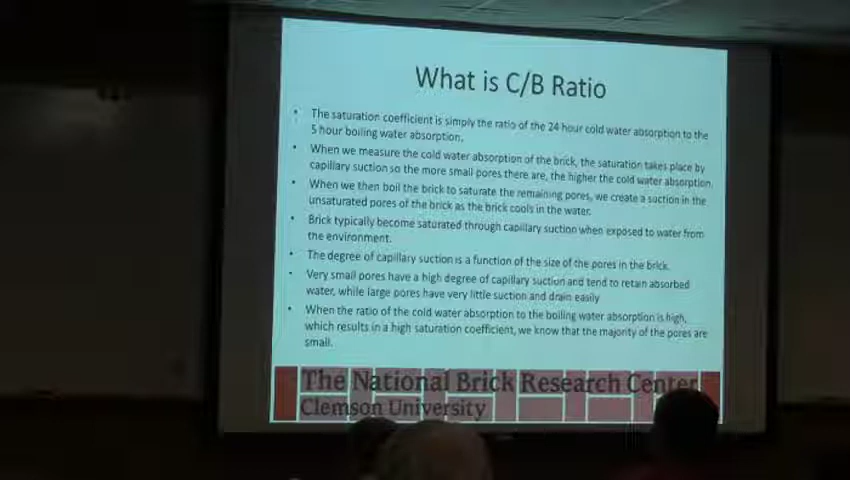 What is C/B Ratio
• The saturation coefficient is simply the ratio of the 24 hour cold water absorption to the
5 hour boiling water absorption.
• When we measure the cold water absorption of the brick, the saturation takes place by
capillary suction so the more small pores there are, the higher the cold water absorption
• When we then boil the brick to saturate the remaining pores, we create a suction in the
unsaturated pores of the brick as the brick cools in the water.
• Brick typically become saturated through capillary suction when exposed to water from
the environment.
• The degree of capillary suction is a function of the size of the pores in the brick.
• Very small pores have a high degree of capillary suction and tend to retain absorbed
water, while large pores have very little suction and drain easily
• When the ratio of the cold water absorption to the boiling water absorption is high,
which results in a high saturation coefficient, we know that the majority of the pores are
small.
The National Brick Research Center
Clemson University